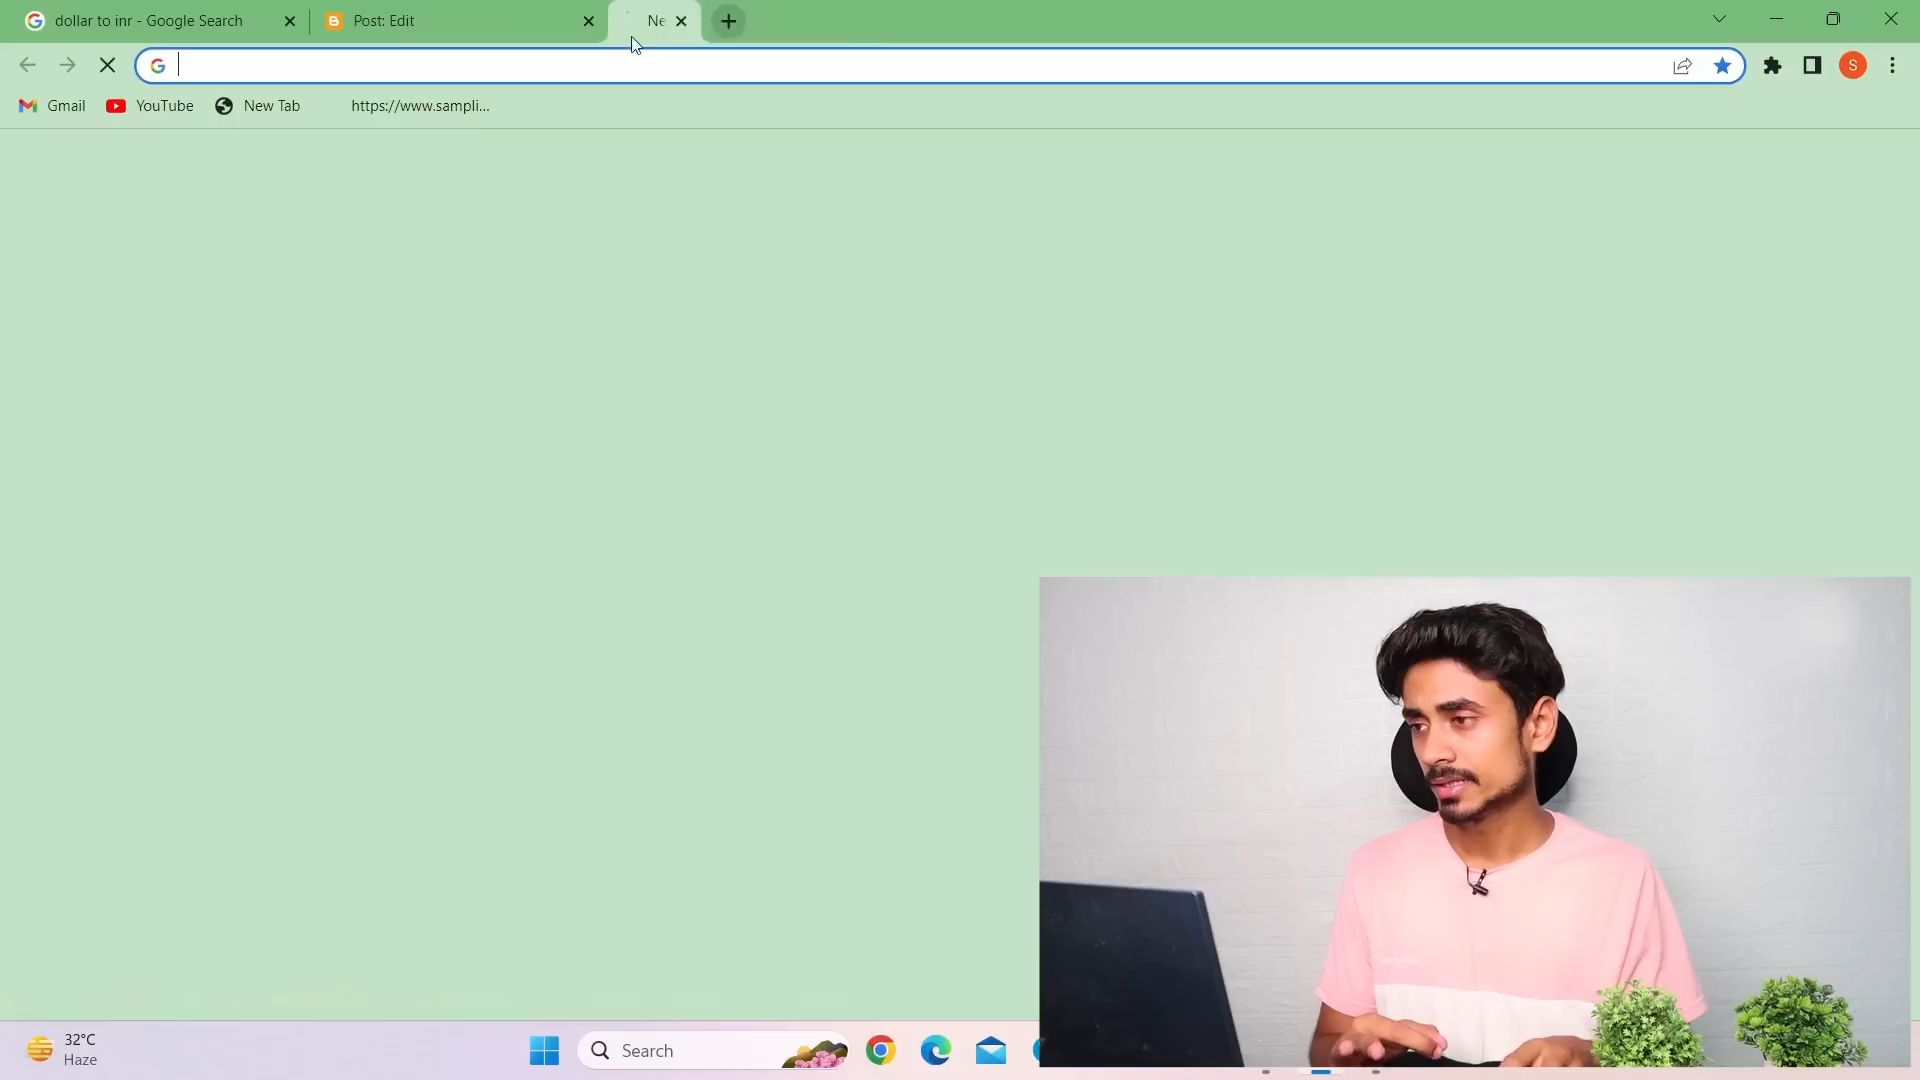 dollar to inr - Google Search
Post: Edit
Ne
Gmail
YouTube
New Tab
https://www.sampli...
S
32°C
Haze
Search